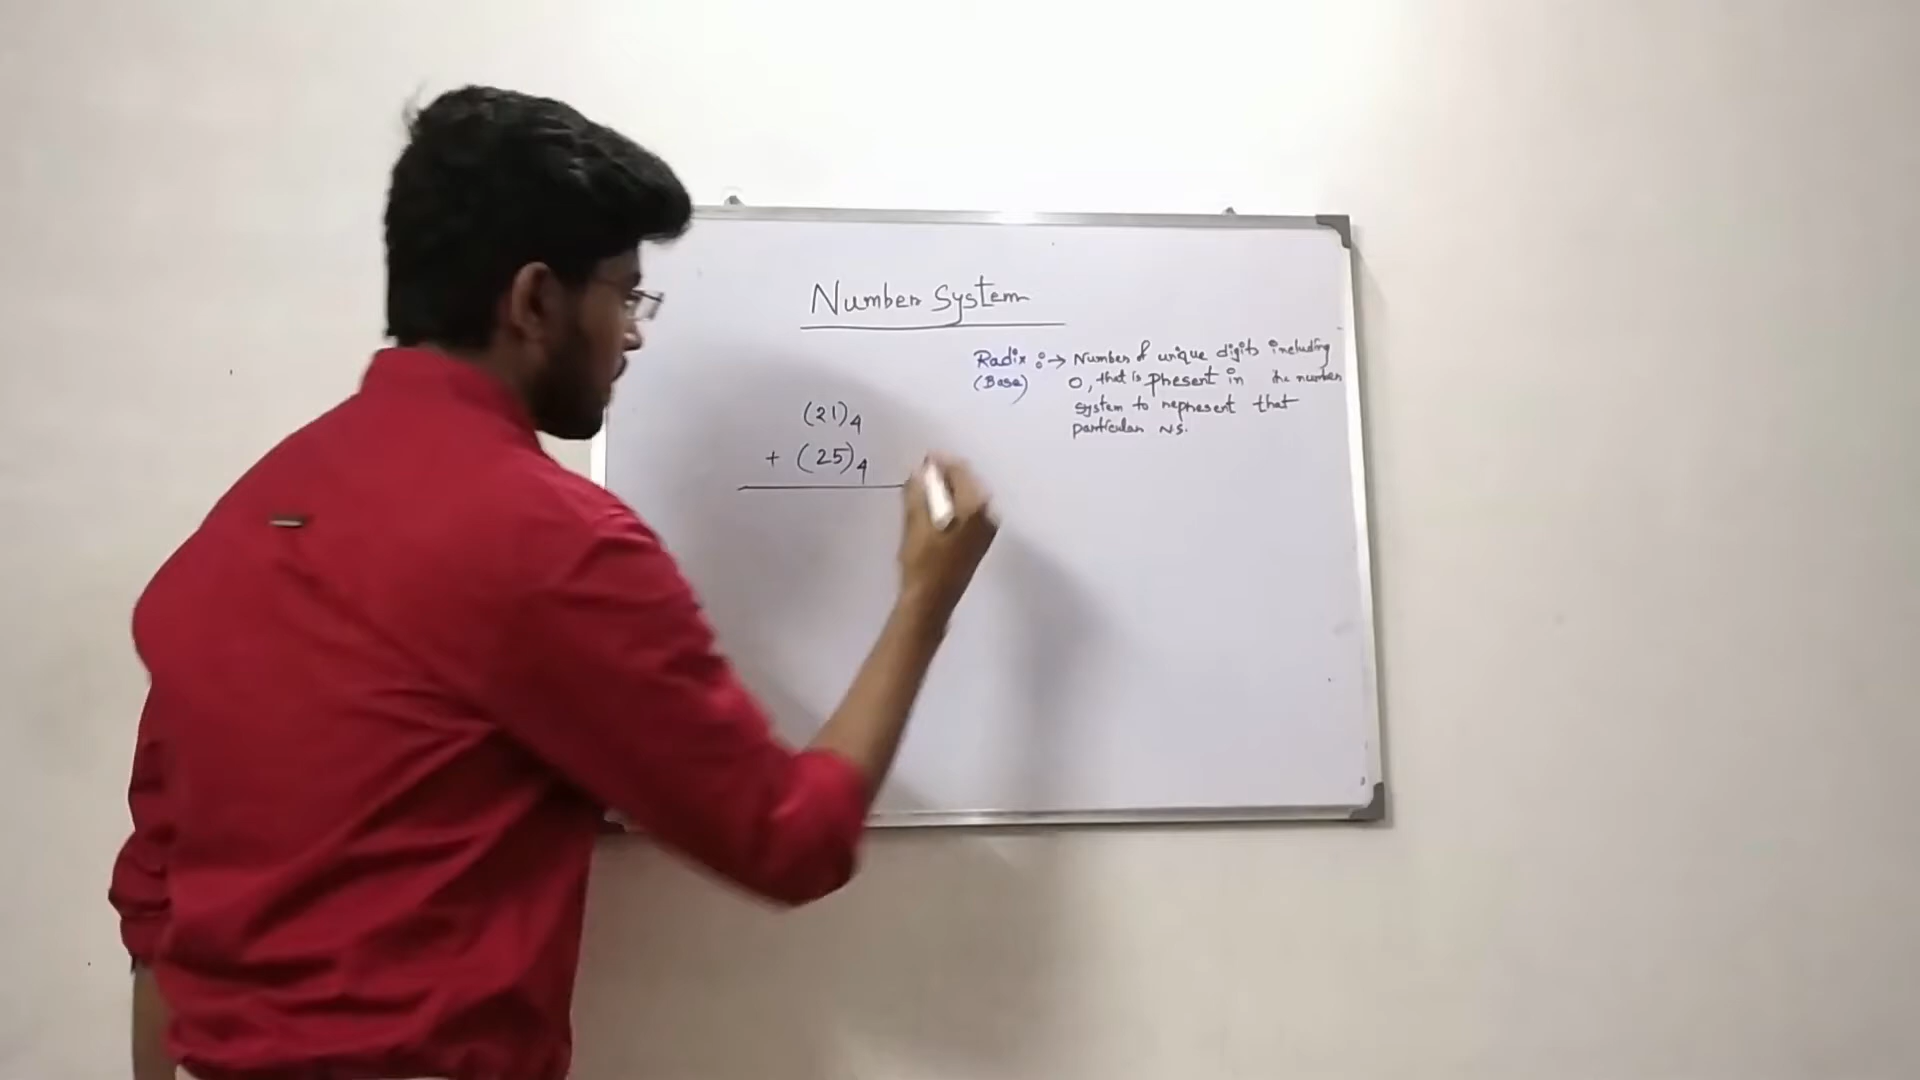 Number System
Radix :→ Number of unique digits including
(Base) 0, that is present in the number
system to represent that
particular N.S.
(21)4
+ (25)4